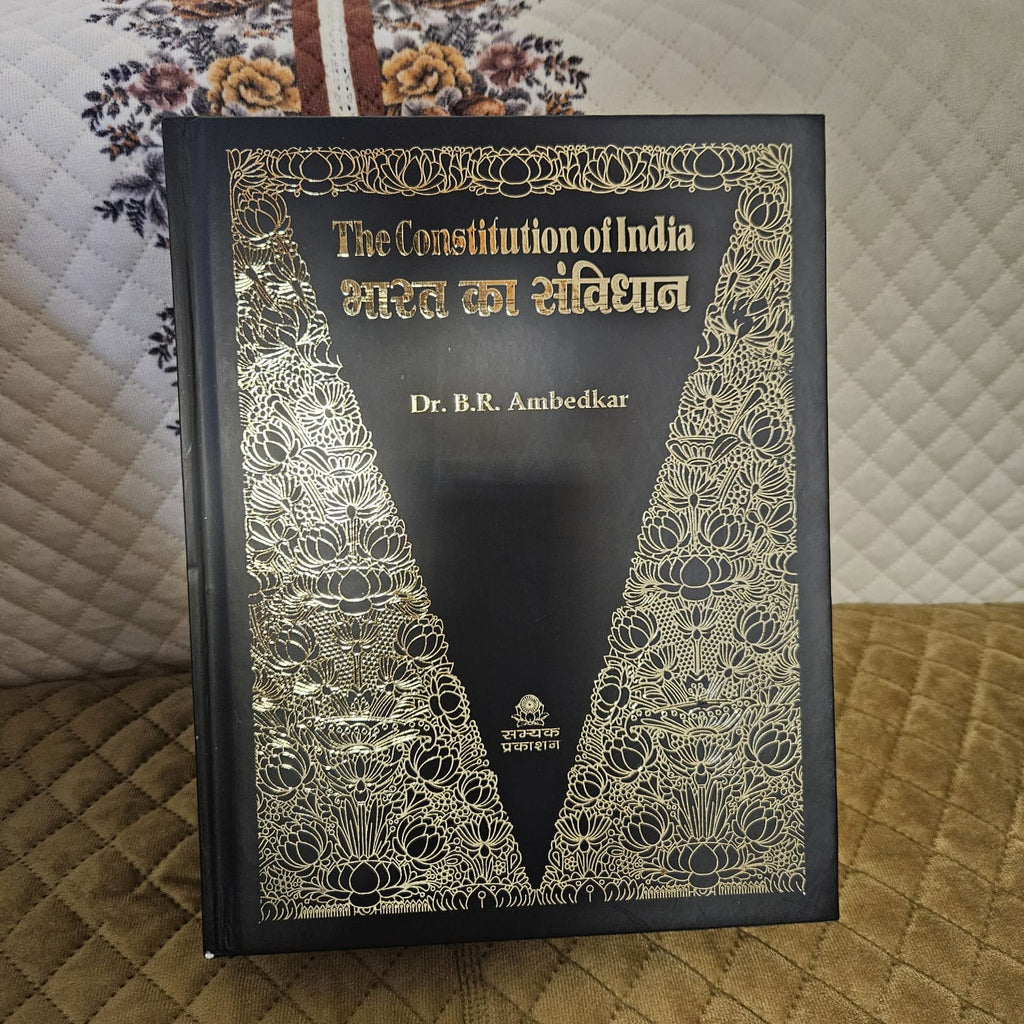 The Constitution of India
भारत का संविधान
Dr. B.R. Ambedkar
सम्यक
प्रकाशन